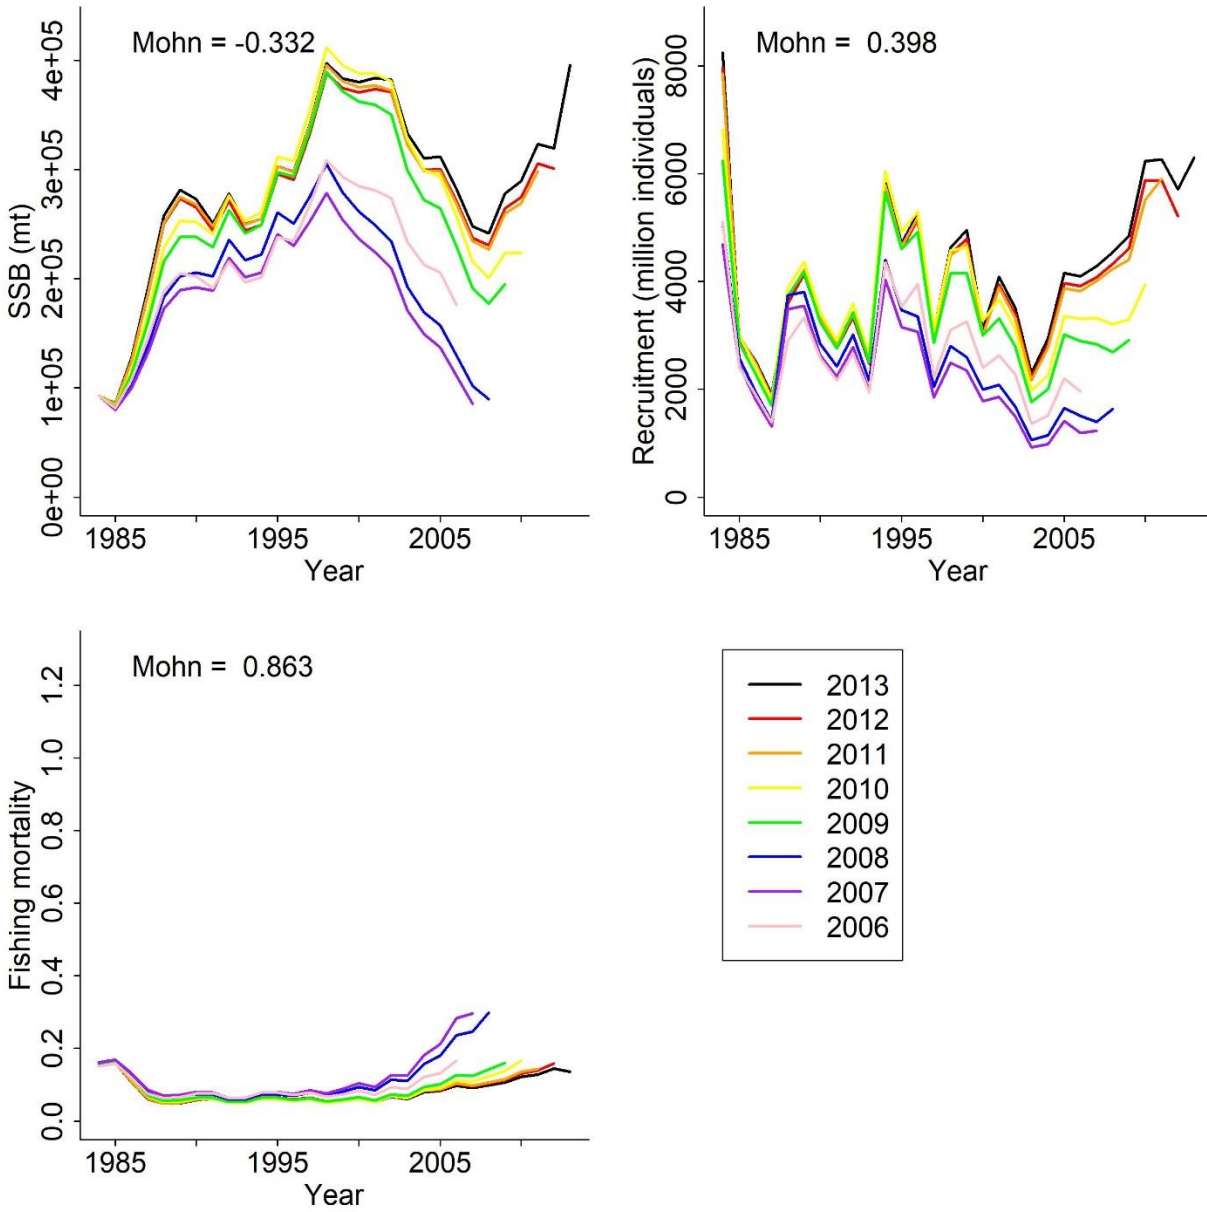 Mohn = -0.332
SSB (mt)
4e+05
3e+05
2e+05
1e+05
0e+00
1985 1995 2005
Year
Mohn = 0.398
Recruitment (million individuals)
8000
6000
4000
2000
0
1985 1995 2005
Year
Mohn = 0.863
Fishing mortality
1.2
1.0
0.8
0.6
0.4
0.2
0.0
1985 1995 2005
Year
2013
2012
2011
2010
2009
2008
2007
2006